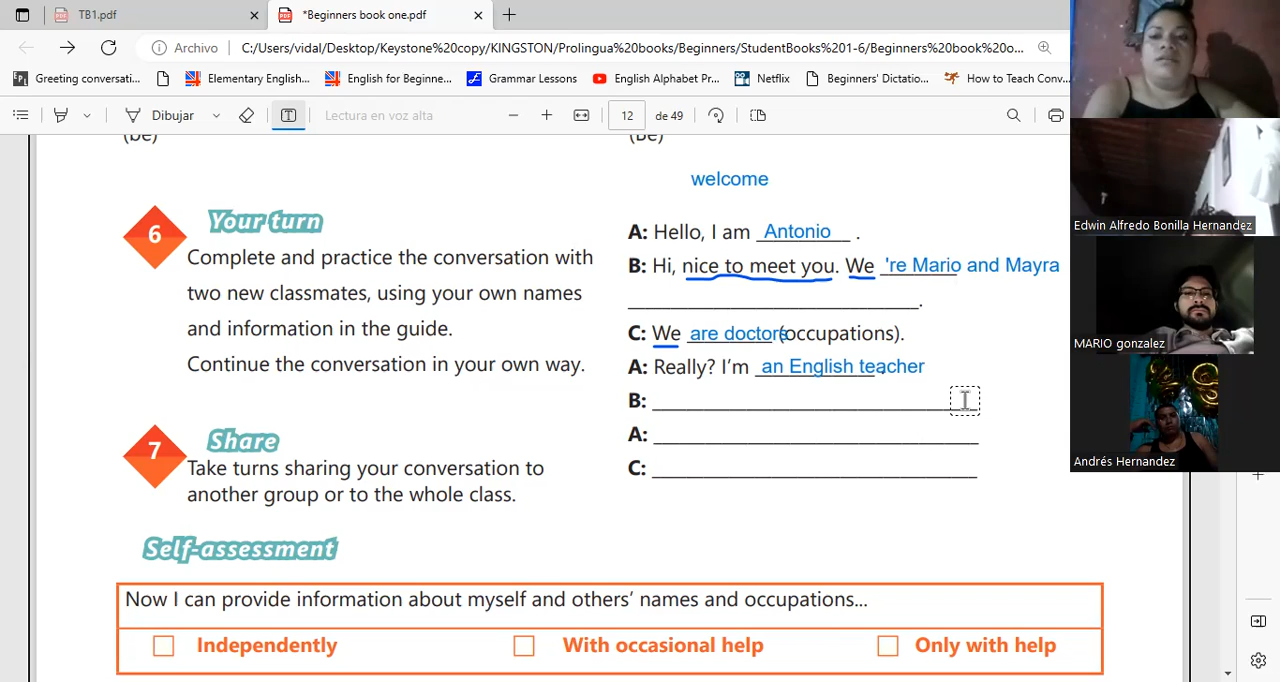 TB1.pdf
*Beginners book one.pdf
Archivo
C:/Users/vidal/Desktop/Keystone%20copy/KINGSTON/Prolingua%20books/Beginners/StudentBooks%201-6/Beginners%20book%20o...
Greeting conversati...
Elementary English...
English for Beginne...
Grammar Lessons
English Alphabet Pr...
Netflix
Beginners' Dictatio...
How to Teach Conv...
Dibujar
Lectura en voz alta
12 de 49
(be)
(be)
welcome
6 Your turn
Complete and practice the conversation with
two new classmates, using your own names
and information in the guide.
Continue the conversation in your own way.
A: Hello, I am Antonio .
B: Hi, nice to meet you. We 're Mario and Mayra
.
C: We are doctors (occupations).
A: Really? I'm an English teacher
B:
A:
C:
7 Share
Take turns sharing your conversation to
another group or to the whole class.
Self-assessment
Now I can provide information about myself and others' names and occupations...
Independently
With occasional help
Only with help
Edwin Alfredo Bonilla Hernandez
MARIO gonzalez
Andrés Hernandez